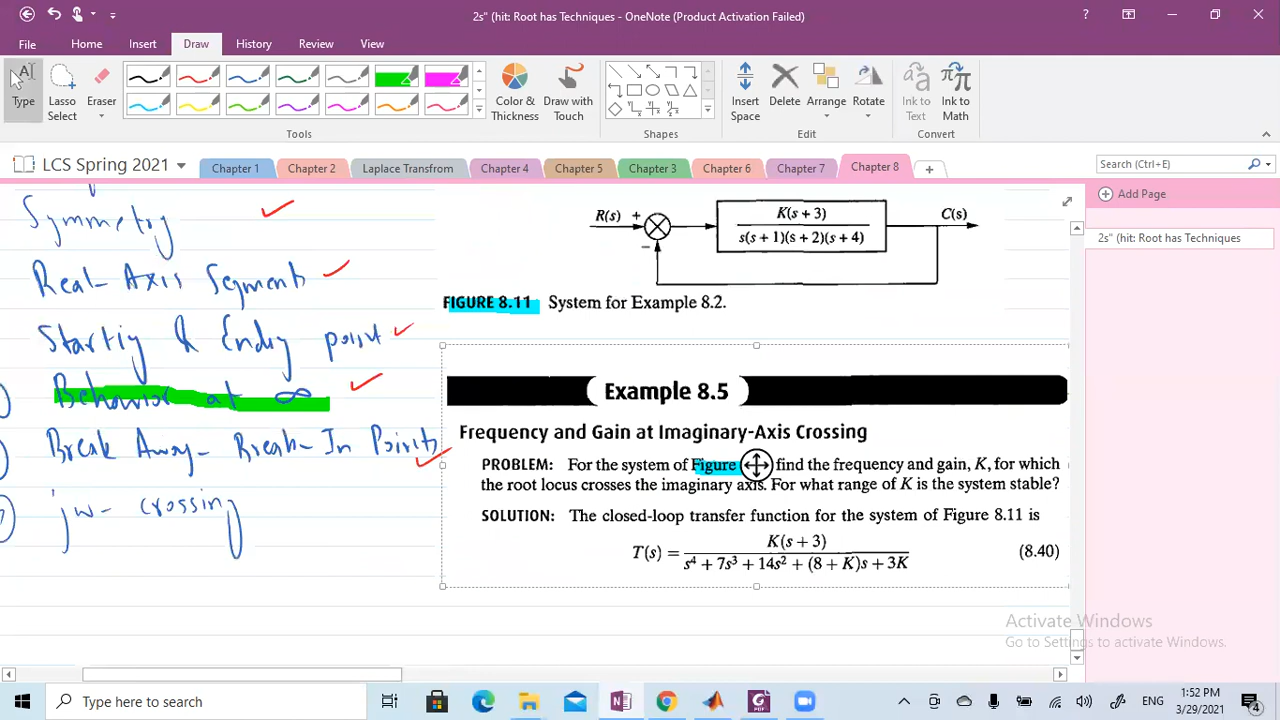 2s" (hit: Root has Techniques - OneNote (Product Activation Failed)
File Home Insert Draw History Review View
Type
Lasso Select
Eraser
Color & Thickness
Draw with Touch
Insert Space
Delete
Arrange
Rotate
Ink to Text
Ink to Math
Tools
Shapes
Edit
Convert
LCS Spring 2021
Chapter 1
Chapter 2
Laplace Transfrom
Chapter 4
Chapter 5
Chapter 3
Chapter 6
Chapter 7
Chapter 8
Search (Ctrl+E)
Add Page
2s" (hit: Root has Techniques
Symmetry
Real-Axis Segments
Startig & Endig point
Behavior at ∞
Break Away- Break-In Points
jw- crossing
R(s) + −
K(s + 3)
s(s + 1)(s + 2)(s + 4)
C(s)
FIGURE 8.11 System for Example 8.2.
Example 8.5
Frequency and Gain at Imaginary-Axis Crossing
PROBLEM: For the system of Figure find the frequency and gain, K, for which
the root locus crosses the imaginary axis. For what range of K is the system stable?
SOLUTION: The closed-loop transfer function for the system of Figure 8.11 is
T(s) = K(s + 3) / s⁴ + 7s³ + 14s² + (8 + K)s + 3K (8.40)
Activate Windows
Go to Settings to activate Windows.
Type here to search
1:52 PM
3/29/2021
4